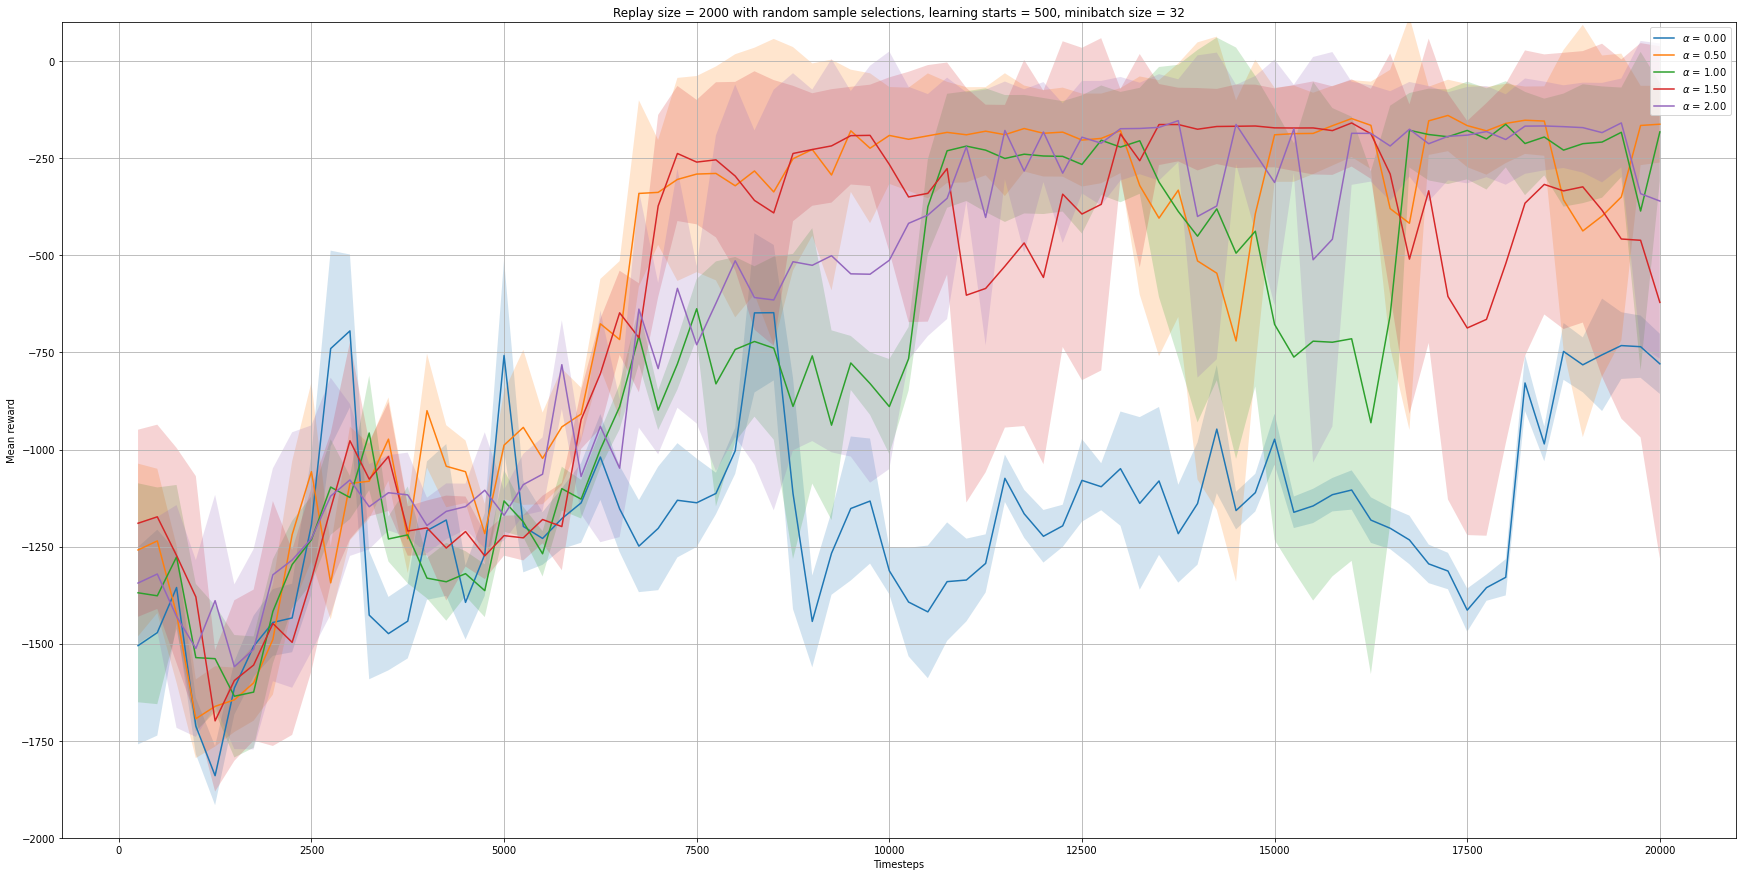 Replay size = 2000 with random sample selections, learning starts = 500, minibatch size = 32
α = 0.00
α = 0.50
α = 1.00
α = 1.50
α = 2.00
Mean reward
0
−250
−500
−750
−1000
−1250
−1500
−1750
−2000
0
2500
5000
7500
10000
12500
15000
17500
20000
Timesteps